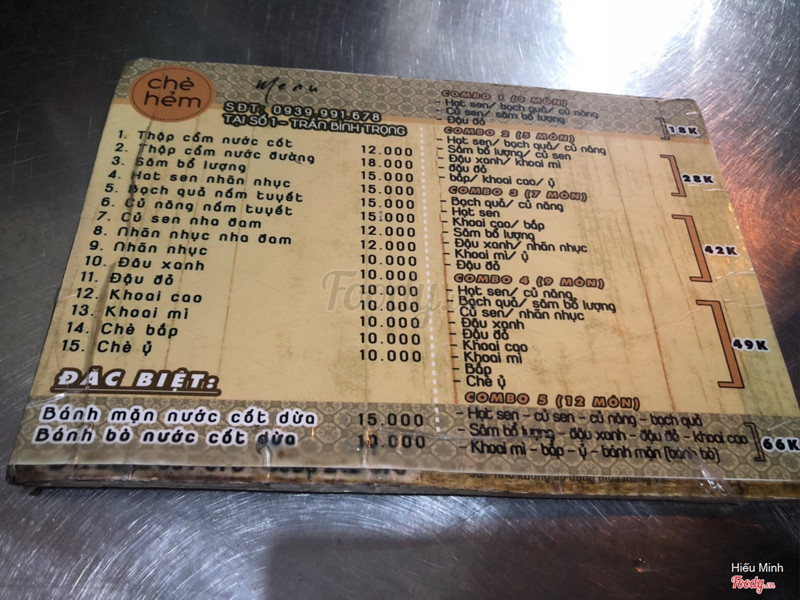 chè
hẻm
Menu
SĐT: 0939.991.678
TẠI SỐ 1 - TRẦN BÌNH TRỌNG
1. Thập cẩm nước cốt 12.000
2. Thập cẩm nước đường 18.000
3. Sâm bổ lượng 15.000
4. Hạt sen nhãn nhục 15.000
5. Bạch quả nấm tuyết 15.000
6. Củ năng nấm tuyết 15.000
7. Củ sen nha đam 12.000
8. Nhãn nhục nha đam 12.000
9. Nhãn nhục 10.000
10. Đâu xanh 10.000
11. Đậu đỏ 10.000
12. Khoai cao 10.000
13. Khoai mì 10.000
14. Chè bắp 10.000
15. Chè ỷ 10.000
ĐẶC BIỆT:
Bánh mặn nước cốt dừa 15.000
Bánh bò nước cốt dừa 10.000
COMBO 1 (3 MÓN)
- Hạt sen/ bạch quả/ củ năng
- Củ sen/ sâm bổ lượng
- Đậu đỏ
18K
COMBO 2 (5 MÓN)
- Hạt sen/ bạch quả/ củ năng
- Sâm bổ lượng/ củ sen
- Đậu xanh/ khoai mì
- đậu đỏ
- bắp/ khoai cao/ ỷ
28K
COMBO 3 (7 MÓN)
- Bạch quả/ củ năng
- Hạt sen
- Khoai cao/ bắp
- Sâm bổ lượng
- Đậu xanh/ nhãn nhục
- Khoai mì/ ỷ
- Đậu đỏ
42K
COMBO 4 (9 MÓN)
- Hạt sen/ củ năng
- Bạch quả/ sâm bổ lượng
- Củ sen/ nhãn nhục
- Đậu xanh
- Đậu đỏ
- Khoai cao
- Khoai mì
- Bắp
- Chè ỷ
49K
COMBO 5 (12 MÓN)
- Hạt sen - củ sen - củ năng - bạch quả
- Sâm bổ lượng - đậu xanh - đậu đỏ - khoai cao
- Khoai mì - bắp - ỷ - bánh mặn (bánh bò)
66K
Hiếu Minh
Foody.vn